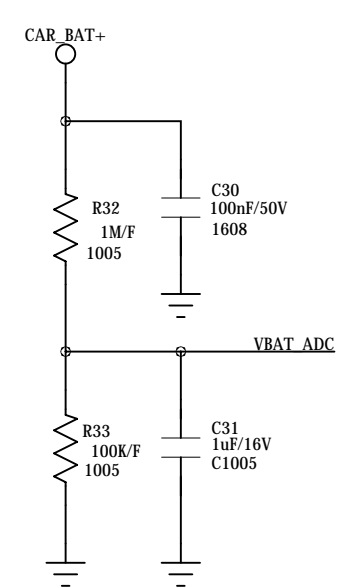 CAR_BAT+
R32
1M/F
1005
C30
100nF/50V
1608
VBAT_ADC
R33
100K/F
1005
C31
1uF/16V
C1005